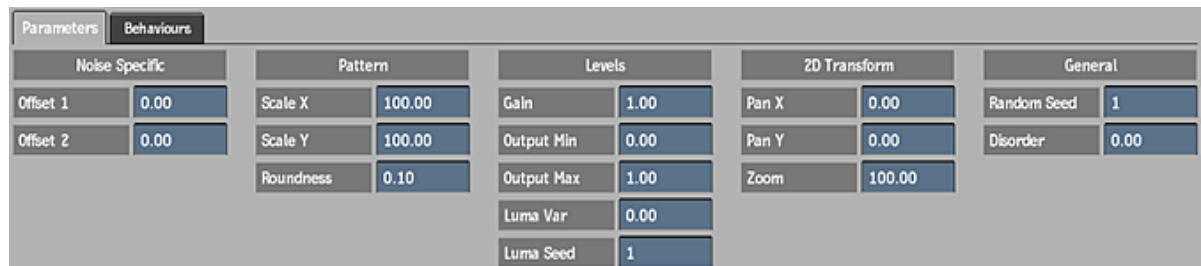 Parameters Behaviours
Noise Specific Pattern Levels 2D Transform General
Offset 1 0.00 Scale X 100.00 Gain 1.00 Pan X 0.00 Random Seed 1
Offset 2 0.00 Scale Y 100.00 Output Min 0.00 Pan Y 0.00 Disorder 0.00
Roundness 0.10 Output Max 1.00 Zoom 100.00
Luma Var 0.00
Luma Seed 1